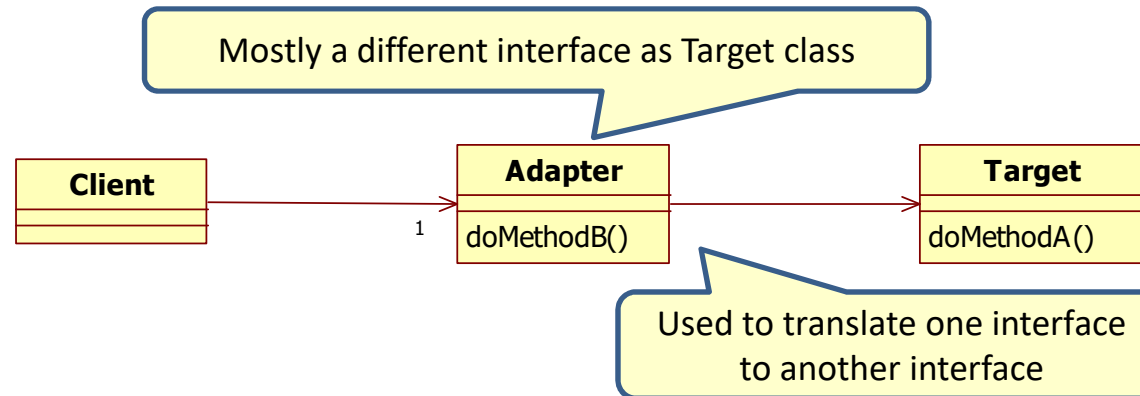 Mostly a different interface as Target class
Client
1
Adapter
doMethodB()
Target
doMethodA()
Used to translate one interface
to another interface